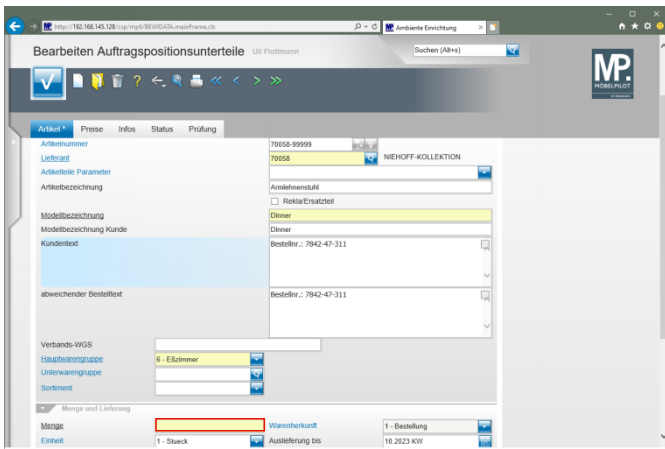 http://192.168.145.128/csp/mp6/BEWIDATA.mainFrame.cls
MP Ambiente Einrichtung
Bearbeiten Auftragspositionsunterteile Uli Flottmann
Suchen (Alt+s)
MP.
MÖBELPILOT
Artikel * Preise Infos Status Prüfung
Artikelnummer 70058-99999
Lieferant 70058 NIEHOFF-KOLLEKTION
Artikelteile Parameter
Artikelbezeichnung Armlehnenstuhl
Rekla/Ersatzteil
Modellbezeichnung Dinner
Modellbezeichnung Kunde Dinner
Kundentext Bestellnr.: 7842-47-311
abweichender Bestelltext Bestellnr.: 7842-47-311
Verbands-WGS
Hauptwarengruppe 6 - Eßzimmer
Unterwarengruppe
Sortiment
Menge und Lieferung
Menge Warenherkunft 1 - Bestellung
Einheit 1 - Stueck Auslieferung bis 10.2023 KW